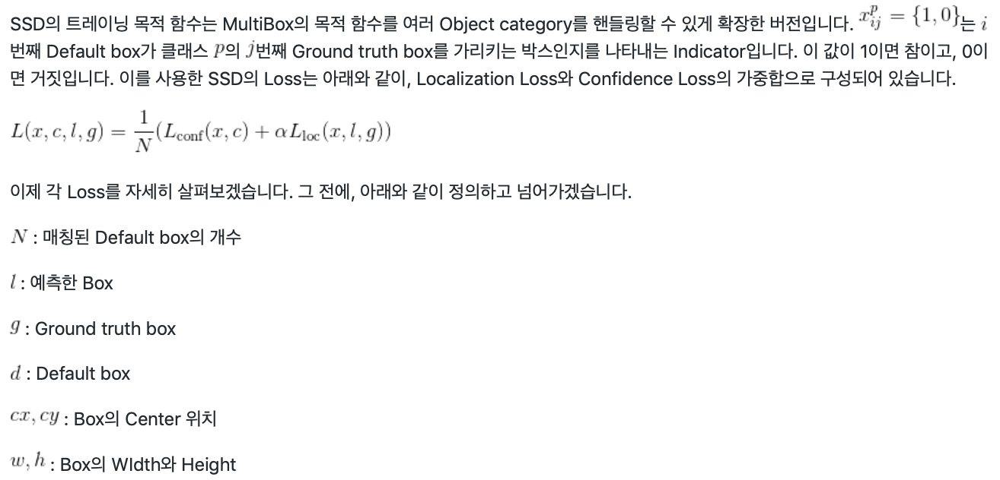 SSD의 트레이닝 목적 함수는 MultiBox의 목적 함수를 여러 Object category를 핸들링할 수 있게 확장한 버전입니다. $x_{ij}^{p} = \{1, 0\}$는 $i$
번째 Default box가 클래스 $p$의 $j$번째 Ground truth box를 가리키는 박스인지를 나타내는 Indicator입니다. 이 값이 1이면 참이고, 0이
면 거짓입니다. 이를 사용한 SSD의 Loss는 아래와 같이, Localization Loss와 Confidence Loss의 가중합으로 구성되어 있습니다.
$L(x, c, l, g) = \frac{1}{N}(L_{\text{conf}}(x, c) + \alpha L_{\text{loc}}(x, l, g))$
이제 각 Loss를 자세히 살펴보겠습니다. 그 전에, 아래와 같이 정의하고 넘어가겠습니다.
$N$ : 매칭된 Default box의 개수
$l$ : 예측한 Box
$g$ : Ground truth box
$d$ : Default box
$cx, cy$ : Box의 Center 위치
$w, h$ : Box의 WIdth와 Height